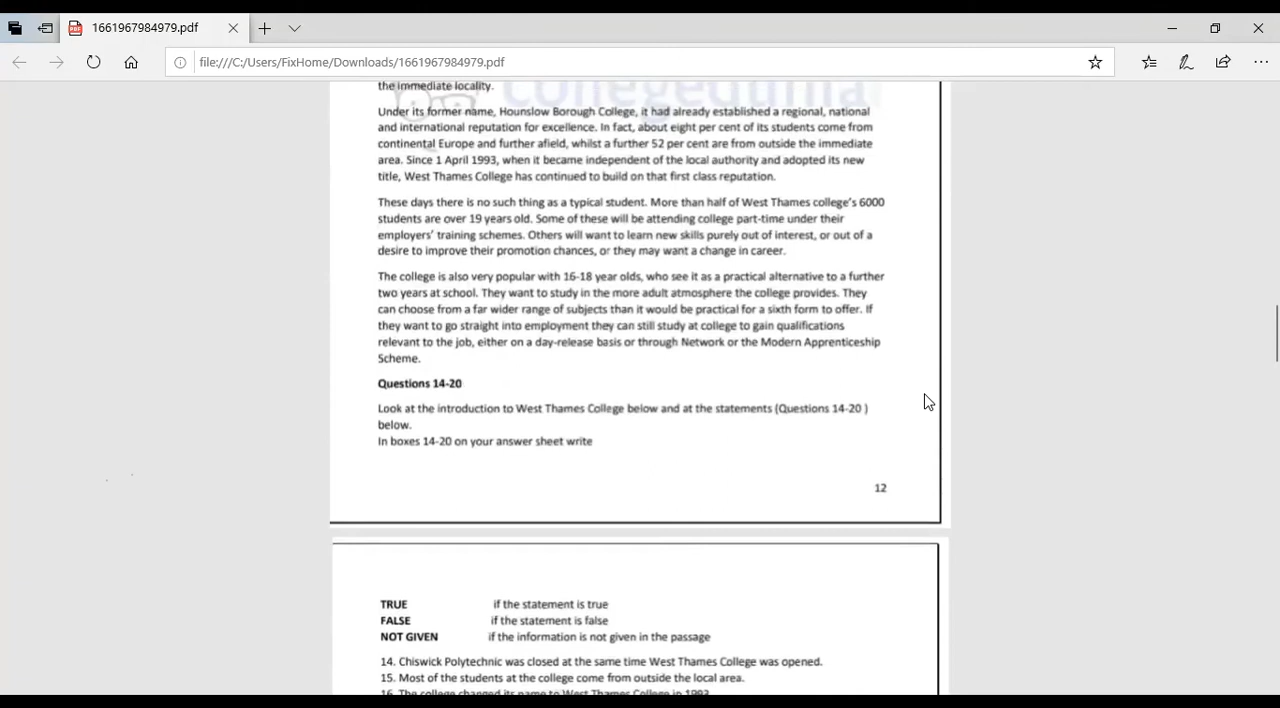 1661967984979.pdf
file:///C:/Users/FixHome/Downloads/1661967984979.pdf
the immediate locality.
Under its former name, Hounslow Borough College, it had already established a regional, national
and international reputation for excellence. In fact, about eight per cent of its students come from
continental Europe and further afield, whilst a further 52 per cent are from outside the immediate
area. Since 1 April 1993, when it became independent of the local authority and adopted its new
title, West Thames College has continued to build on that first class reputation.
These days there is no such thing as a typical student. More than half of West Thames college's 6000
students are over 19 years old. Some of these will be attending college part-time under their
employers' training schemes. Others will want to learn new skills purely out of interest, or out of a
desire to improve their promotion chances, or they may want a change in career.
The college is also very popular with 16-18 year olds, who see it as a practical alternative to a further
two years at school. They want to study in the more adult atmosphere the college provides. They
can choose from a far wider range of subjects than it would be practical for a sixth form to offer. If
they want to go straight into employment they can still study at college to gain qualifications
relevant to the job, either on a day-release basis or through Network or the Modern Apprenticeship
Scheme.
Questions 14-20
Look at the introduction to West Thames College below and at the statements (Questions 14-20 )
below.
In boxes 14-20 on your answer sheet write
12
TRUE if the statement is true
FALSE if the statement is false
NOT GIVEN if the information is not given in the passage
14. Chiswick Polytechnic was closed at the same time West Thames College was opened.
15. Most of the students at the college come from outside the local area.
16. The college changed its name to West Thames College in 1993.